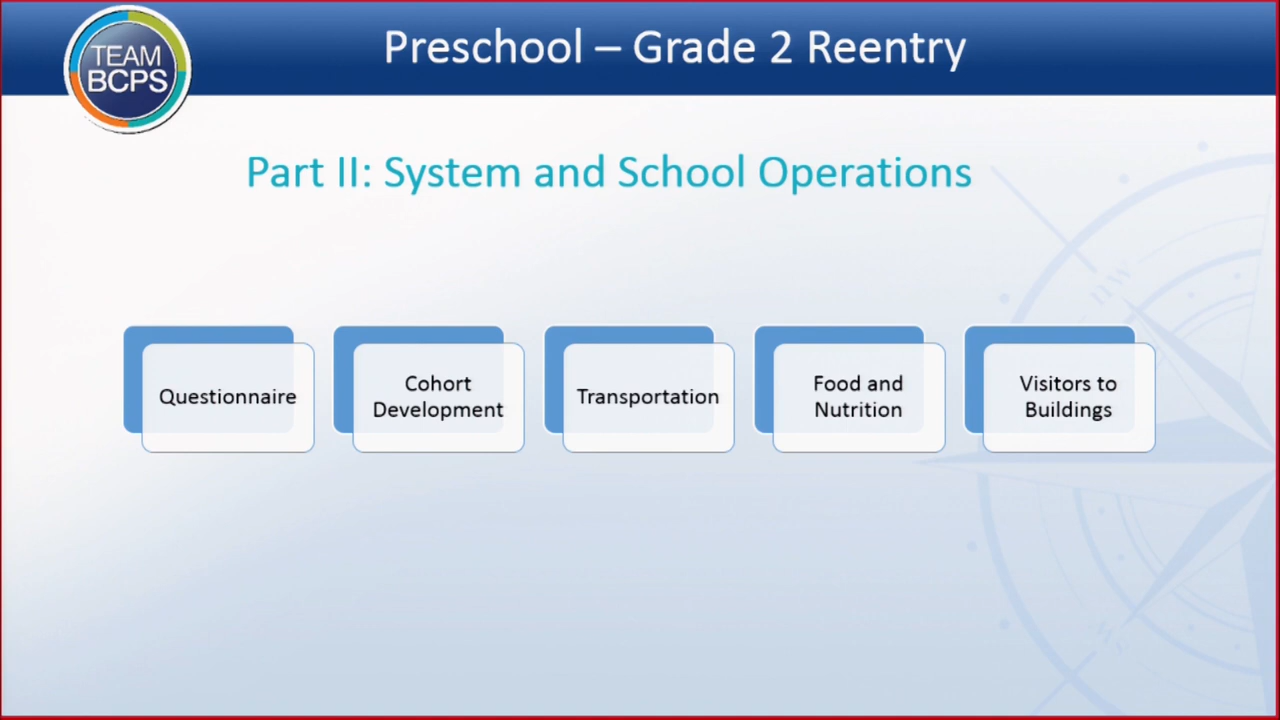 TEAM
BCPS
Preschool – Grade 2 Reentry
Part II: System and School Operations
Questionnaire
Cohort
Development
Transportation
Food and
Nutrition
Visitors to
Buildings